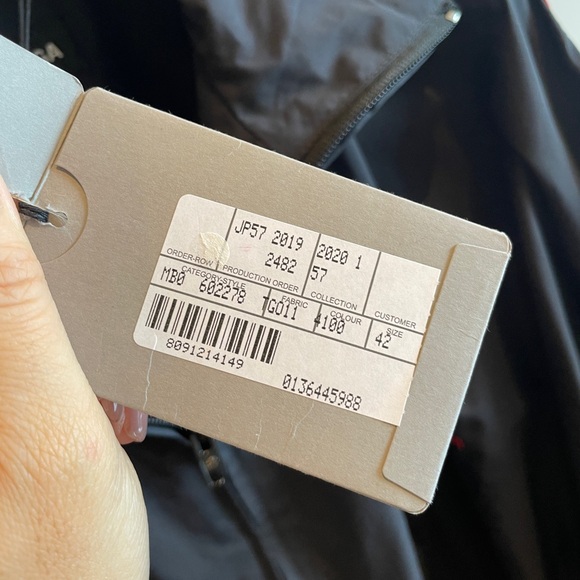 SA
JP57 2019
2482
2020 1
57
ORDER-ROW
PRODUCTION ORDER
COLLECTION
CUSTOMER
MB0 602278
TG011
4100
42
CATEGORY-STYLE
FABRIC
COLOUR
SIZE
8091214149
0136445988